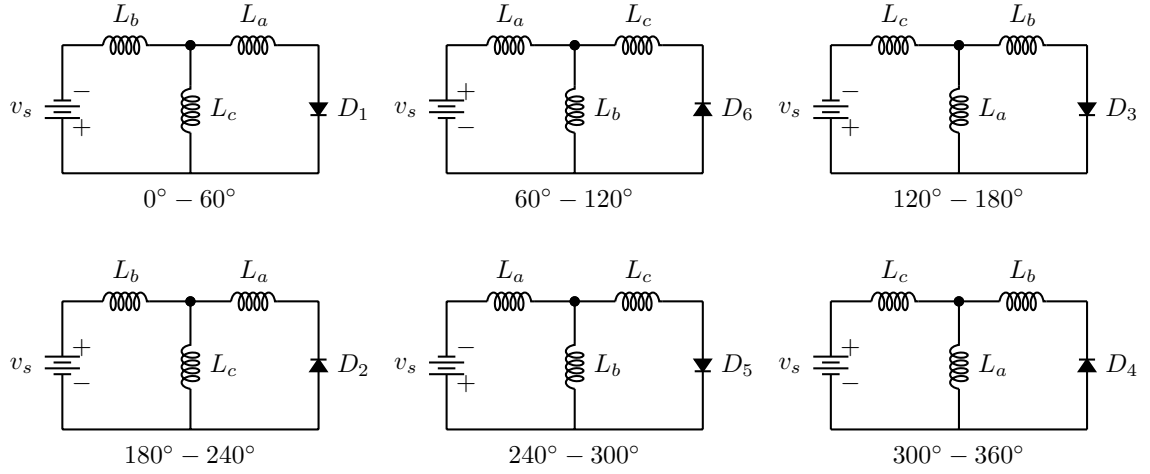 L_b L_a L_a L_c L_c L_b
v_s − + L_c D_1 v_s + − L_b D_6 v_s − + L_a D_3
0° − 60° 60° − 120° 120° − 180°
L_b L_a L_a L_c L_c L_b
v_s + − L_c D_2 v_s − + L_b D_5 v_s + − L_a D_4
180° − 240° 240° − 300° 300° − 360°